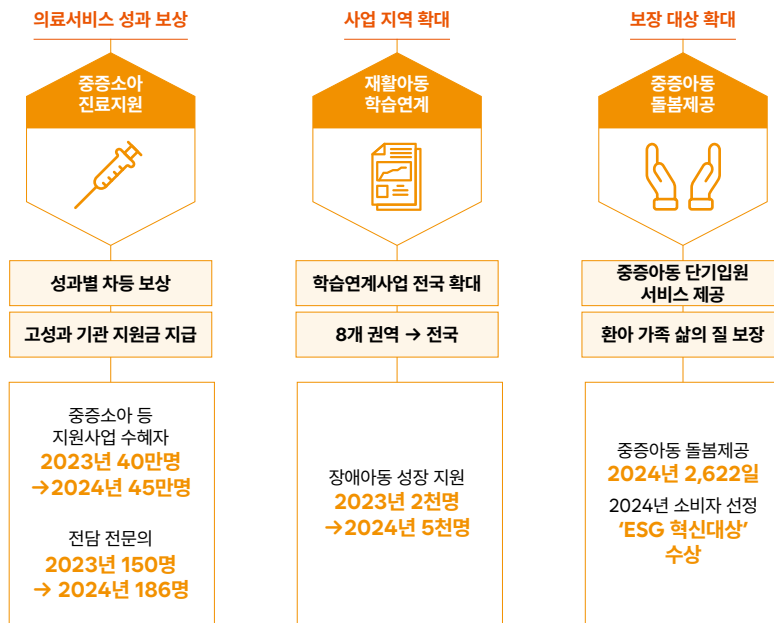 의료서비스 성과 보상
중증소아
진료지원
성과별 차등 보상
고성과 기관 지원금 지급
중증소아 등
지원사업 수혜자
2023년 40만명
→2024년 45만명
전담 전문의
2023년 150명
→ 2024년 186명
사업 지역 확대
재활아동
학습연계
학습연계사업 전국 확대
8개 권역 → 전국
장애아동 성장 지원
2023년 2천명
→2024년 5천명
보장 대상 확대
중증아동
돌봄제공
중증아동 단기입원
서비스 제공
환아 가족 삶의 질 보장
중증아동 돌봄제공
2024년 2,622일
2024년 소비자 선정
‘ESG 혁신대상’
수상